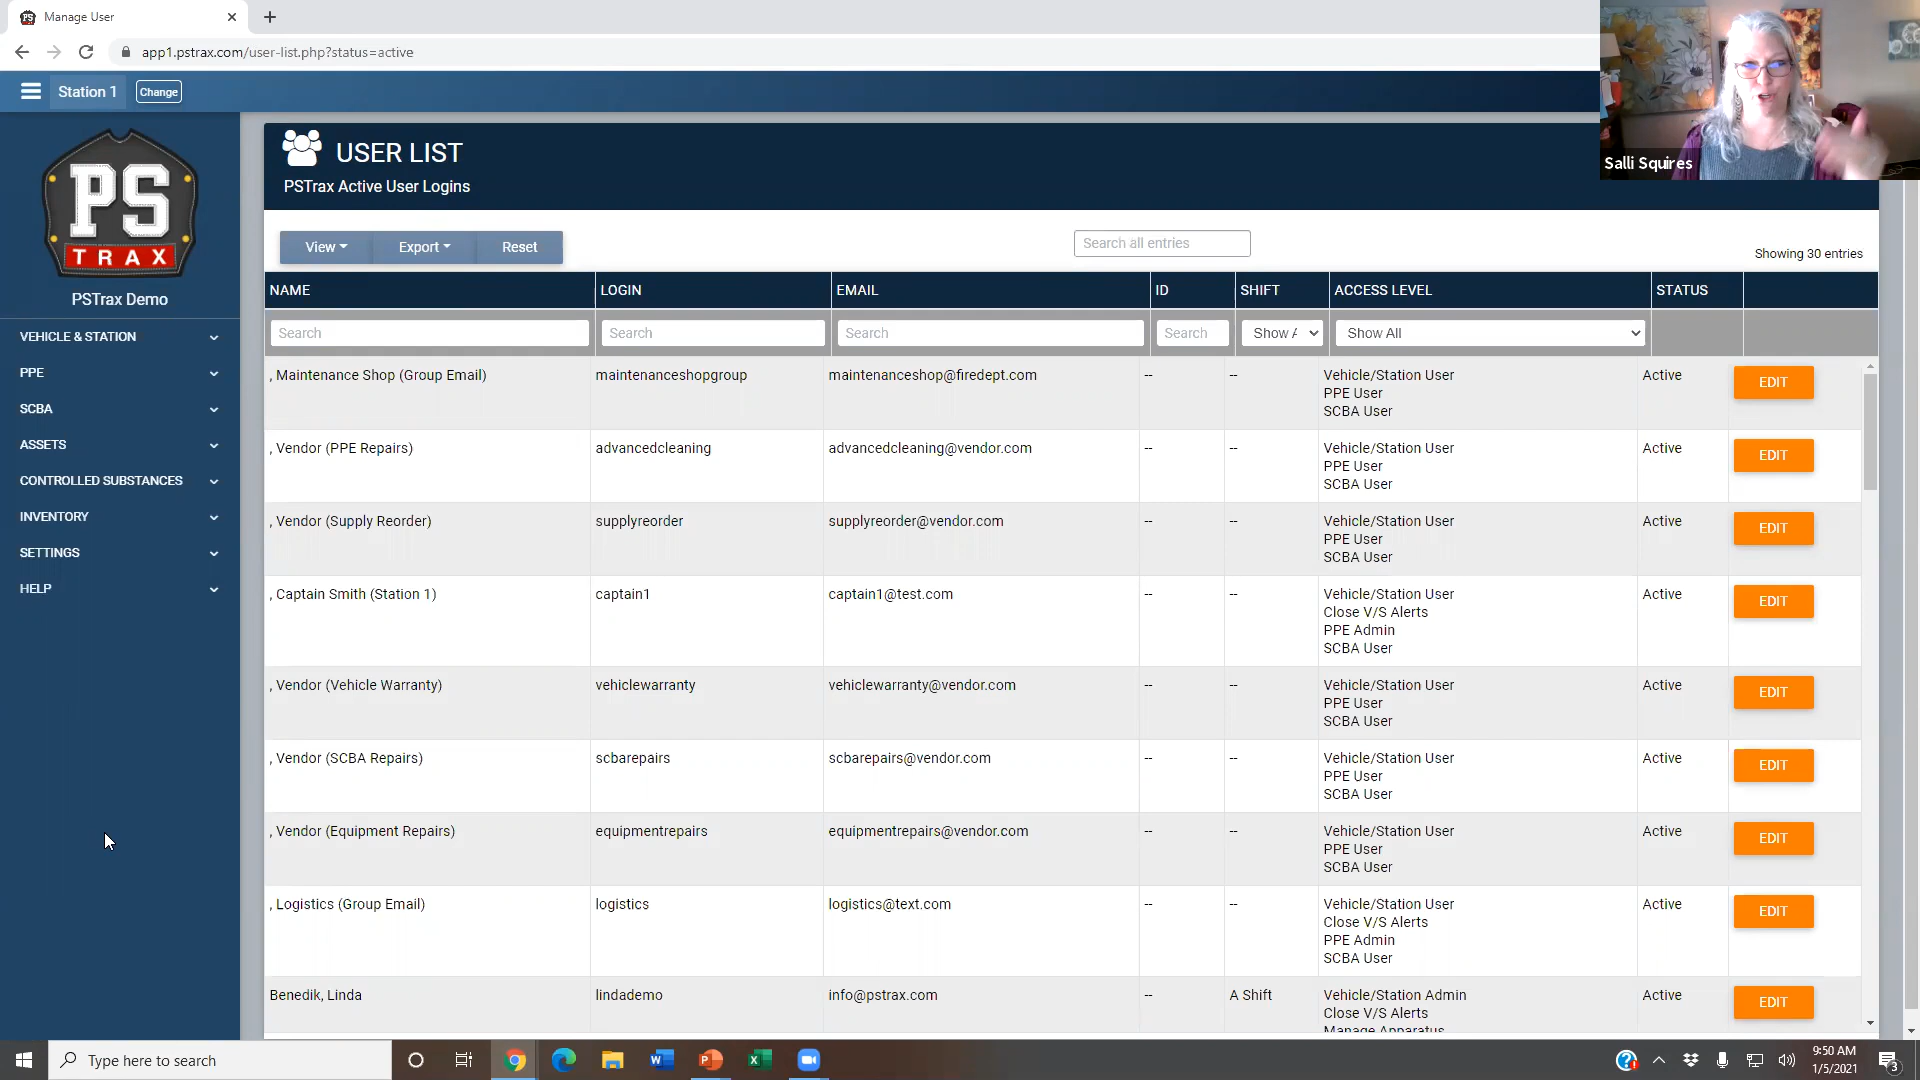 Manage User
app1.pstrax.com/user-list.php?status=active
Station 1
Change
Salli Squires
PS
TRAX
PSTrax Demo
VEHICLE & STATION
PPE
SCBA
ASSETS
CONTROLLED SUBSTANCES
INVENTORY
SETTINGS
HELP
USER LIST
PSTrax Active User Logins
View
Export
Reset
Search all entries
Showing 30 entries
NAME LOGIN EMAIL ID SHIFT ACCESS LEVEL STATUS
Search Search Search Search Show A Show All
, Maintenance Shop (Group Email) maintenanceshopgroup maintenanceshop@firedept.com -- -- Vehicle/Station User Active EDIT
PPE User
SCBA User
, Vendor (PPE Repairs) advancedcleaning advancedcleaning@vendor.com -- -- Vehicle/Station User Active EDIT
PPE User
SCBA User
, Vendor (Supply Reorder) supplyreorder supplyreorder@vendor.com -- -- Vehicle/Station User Active EDIT
PPE User
SCBA User
, Captain Smith (Station 1) captain1 captain1@test.com -- -- Vehicle/Station User Active EDIT
Close V/S Alerts
PPE Admin
SCBA User
, Vendor (Vehicle Warranty) vehiclewarranty vehiclewarranty@vendor.com -- -- Vehicle/Station User Active EDIT
PPE User
SCBA User
, Vendor (SCBA Repairs) scbarepairs scbarepairs@vendor.com -- -- Vehicle/Station User Active EDIT
PPE User
SCBA User
, Vendor (Equipment Repairs) equipmentrepairs equipmentrepairs@vendor.com -- -- Vehicle/Station User Active EDIT
PPE User
SCBA User
, Logistics (Group Email) logistics logistics@text.com -- -- Vehicle/Station User Active EDIT
Close V/S Alerts
PPE Admin
SCBA User
Benedik, Linda lindademo info@pstrax.com -- A Shift Vehicle/Station Admin Active EDIT
Close V/S Alerts
Manage Apparatus
Type here to search
9:50 AM
1/5/2021
3